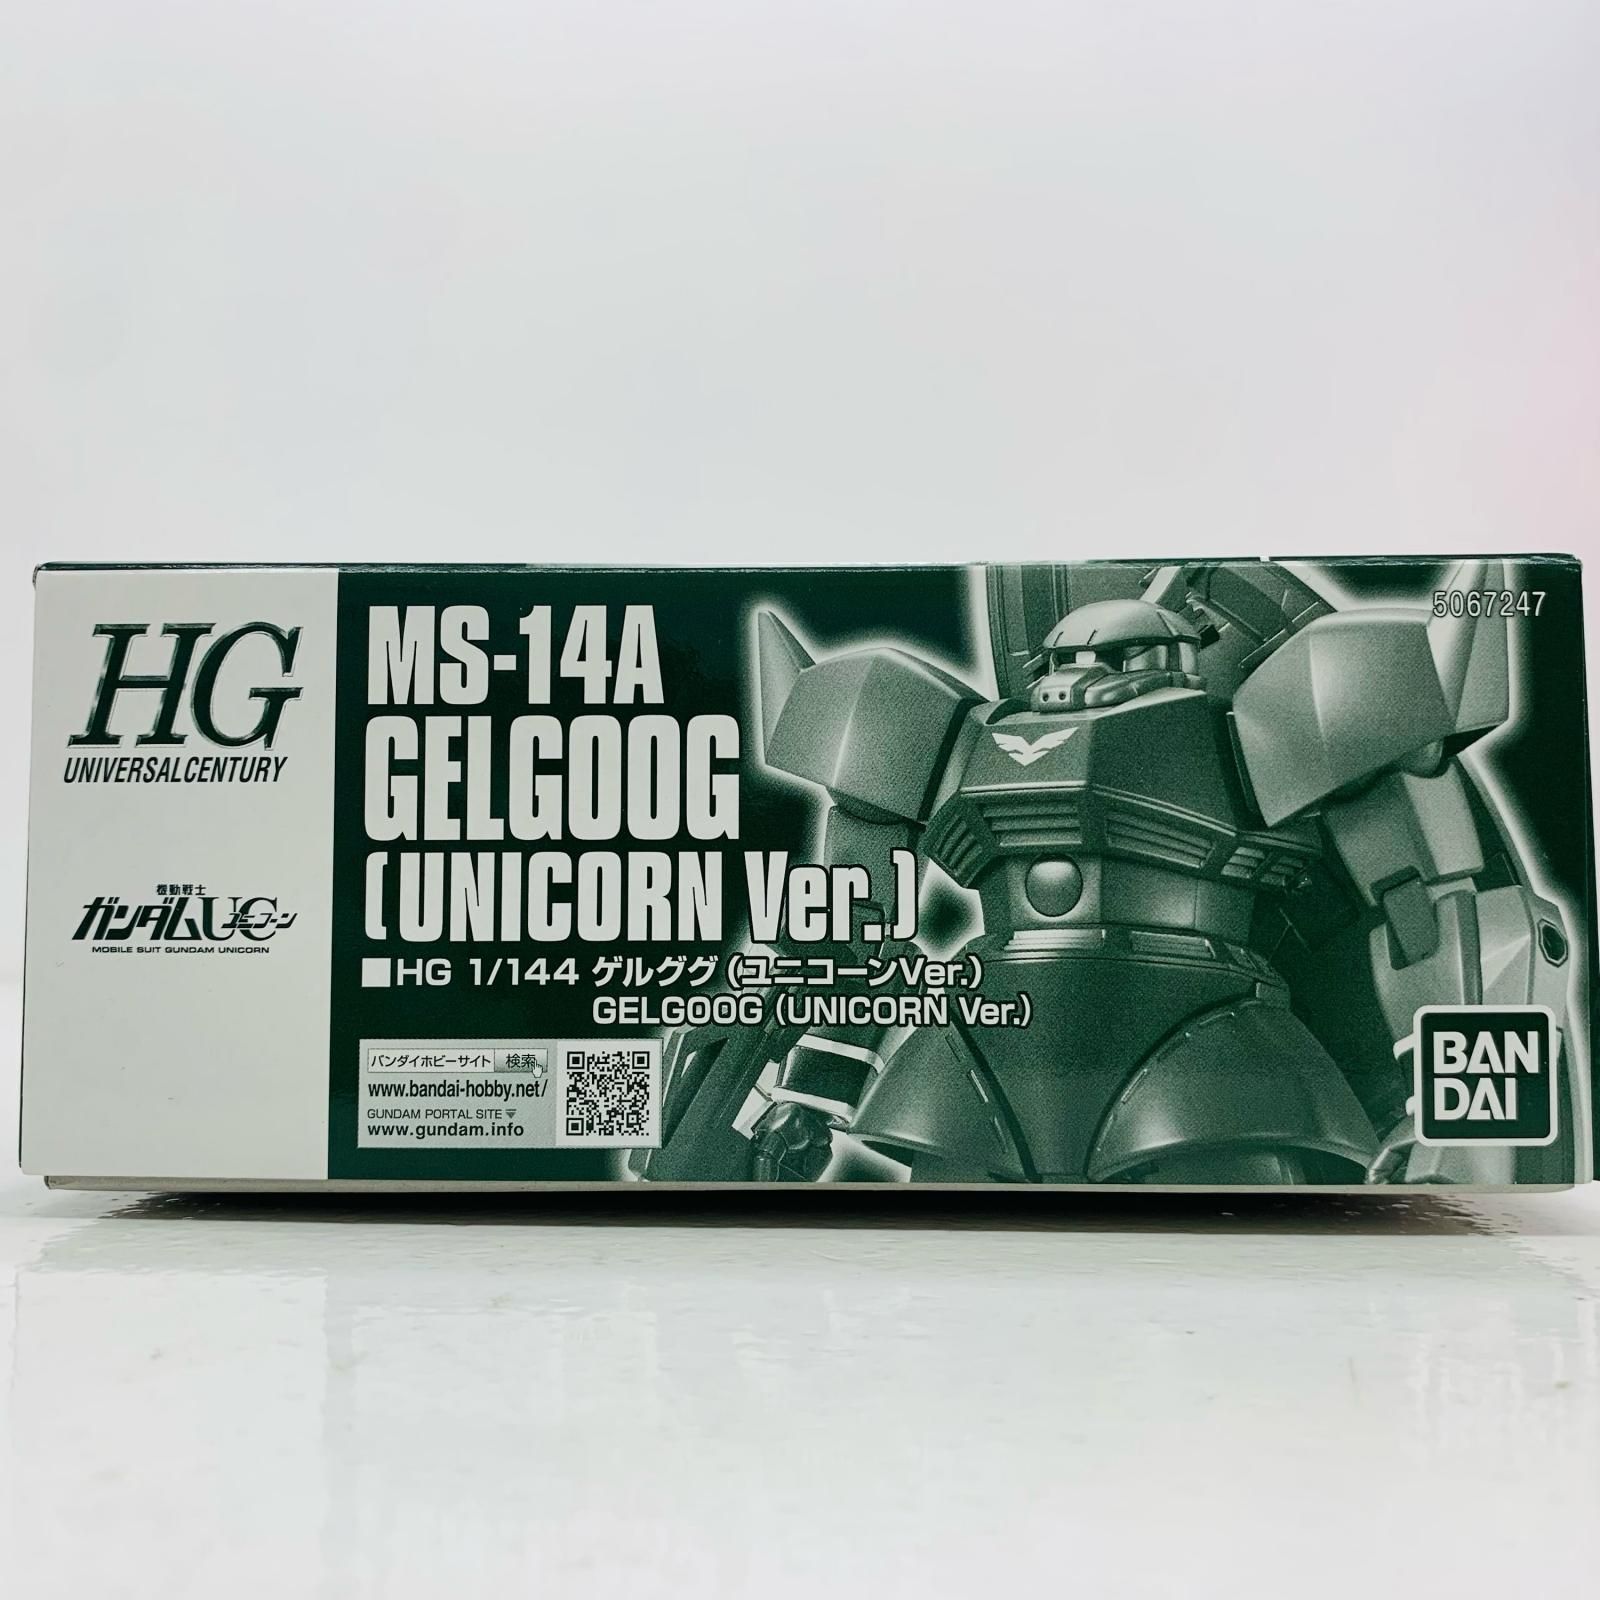 HG
UNIVERSALCENTURY
機動戦士
ガンダムUC
ユニコーン
MOBILE SUIT GUNDAM UNICORN
MS-14A
GELGOOG
(UNICORN Ver.)
■HG 1/144 ゲルググ(ユニコーンVer.)
GELGOOG (UNICORN Ver.)
バンダイホビーサイト 検索
www.bandai-hobby.net/
GUNDAM PORTAL SITE
www.gundam.info
5067247
BAN
DAI